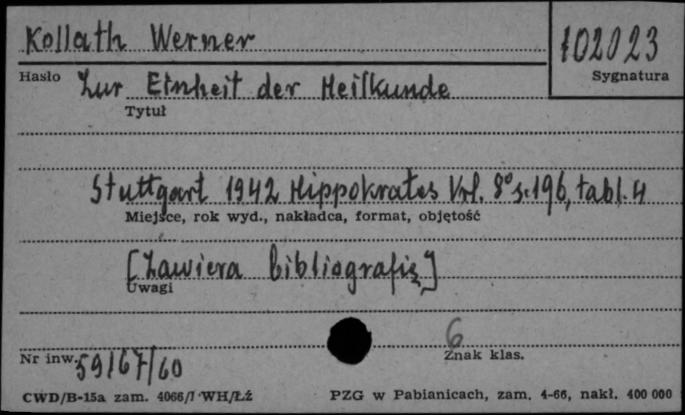 Kollath Werner
102023
Hasło
Sygnatura
Zur Einheit der Heilkunde
Tytuł
Stuttgart 1942 Hippokrates Vrl. 8° s. 196, tabl. 4
Miejsce, rok wyd., nakładca, format, objętość
[Zawiera bibliografię]
Uwagi
6
Nr inw. 59167/60
Znak klas.
CWD/B-15a zam. 4066/I WH/Łź
PZG w Pabianicach, zam. 4-66, nakł. 400 000